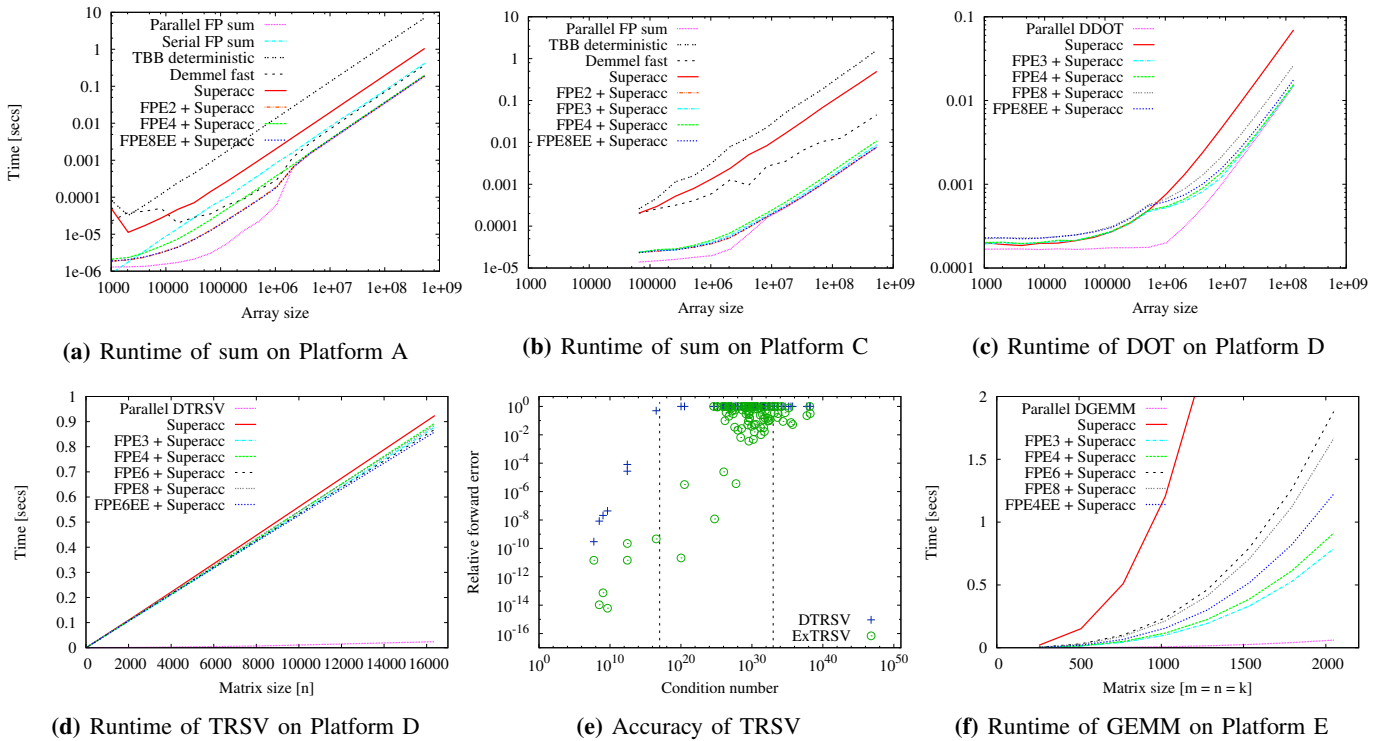 Time [secs]
10
1
0.1
0.01
0.001
0.0001
1e-05
1e-06
Parallel FP sum
Serial FP sum
TBB deterministic
Demmel fast
Superacc
FPE2 + Superacc
FPE4 + Superacc
FPE8EE + Superacc
1000 10000 100000 1e+06 1e+07 1e+08 1e+09
Array size
(a) Runtime of sum on Platform A
10
1
0.1
0.01
0.001
0.0001
1e-05
Parallel FP sum
TBB deterministic
Demmel fast
Superacc
FPE2 + Superacc
FPE3 + Superacc
FPE4 + Superacc
FPE8EE + Superacc
1000 10000 100000 1e+06 1e+07 1e+08 1e+09
Array size
(b) Runtime of sum on Platform C
0.1
0.01
0.001
0.0001
Parallel DDOT
Superacc
FPE3 + Superacc
FPE4 + Superacc
FPE8 + Superacc
FPE8EE + Superacc
1000 10000 100000 1e+06 1e+07 1e+08 1e+09
Array size
(c) Runtime of DOT on Platform D
Time [secs]
1
0.9
0.8
0.7
0.6
0.5
0.4
0.3
0.2
0.1
0
Parallel DTRSV
Superacc
FPE3 + Superacc
FPE4 + Superacc
FPE6 + Superacc
FPE8 + Superacc
FPE6EE + Superacc
0 2000 4000 6000 8000 10000 12000 14000 16000
Matrix size [n]
(d) Runtime of TRSV on Platform D
Relative forward error
10^0
10^-2
10^-4
10^-6
10^-8
10^-10
10^-12
10^-14
10^-16
DTRSV
ExTRSV
10^0 10^10 10^20 10^30 10^40 10^50
Condition number
(e) Accuracy of TRSV
Time [secs]
2
1.5
1
0.5
0
Parallel DGEMM
Superacc
FPE3 + Superacc
FPE4 + Superacc
FPE6 + Superacc
FPE8 + Superacc
FPE4EE + Superacc
0 500 1000 1500 2000
Matrix size [m = n = k]
(f) Runtime of GEMM on Platform E